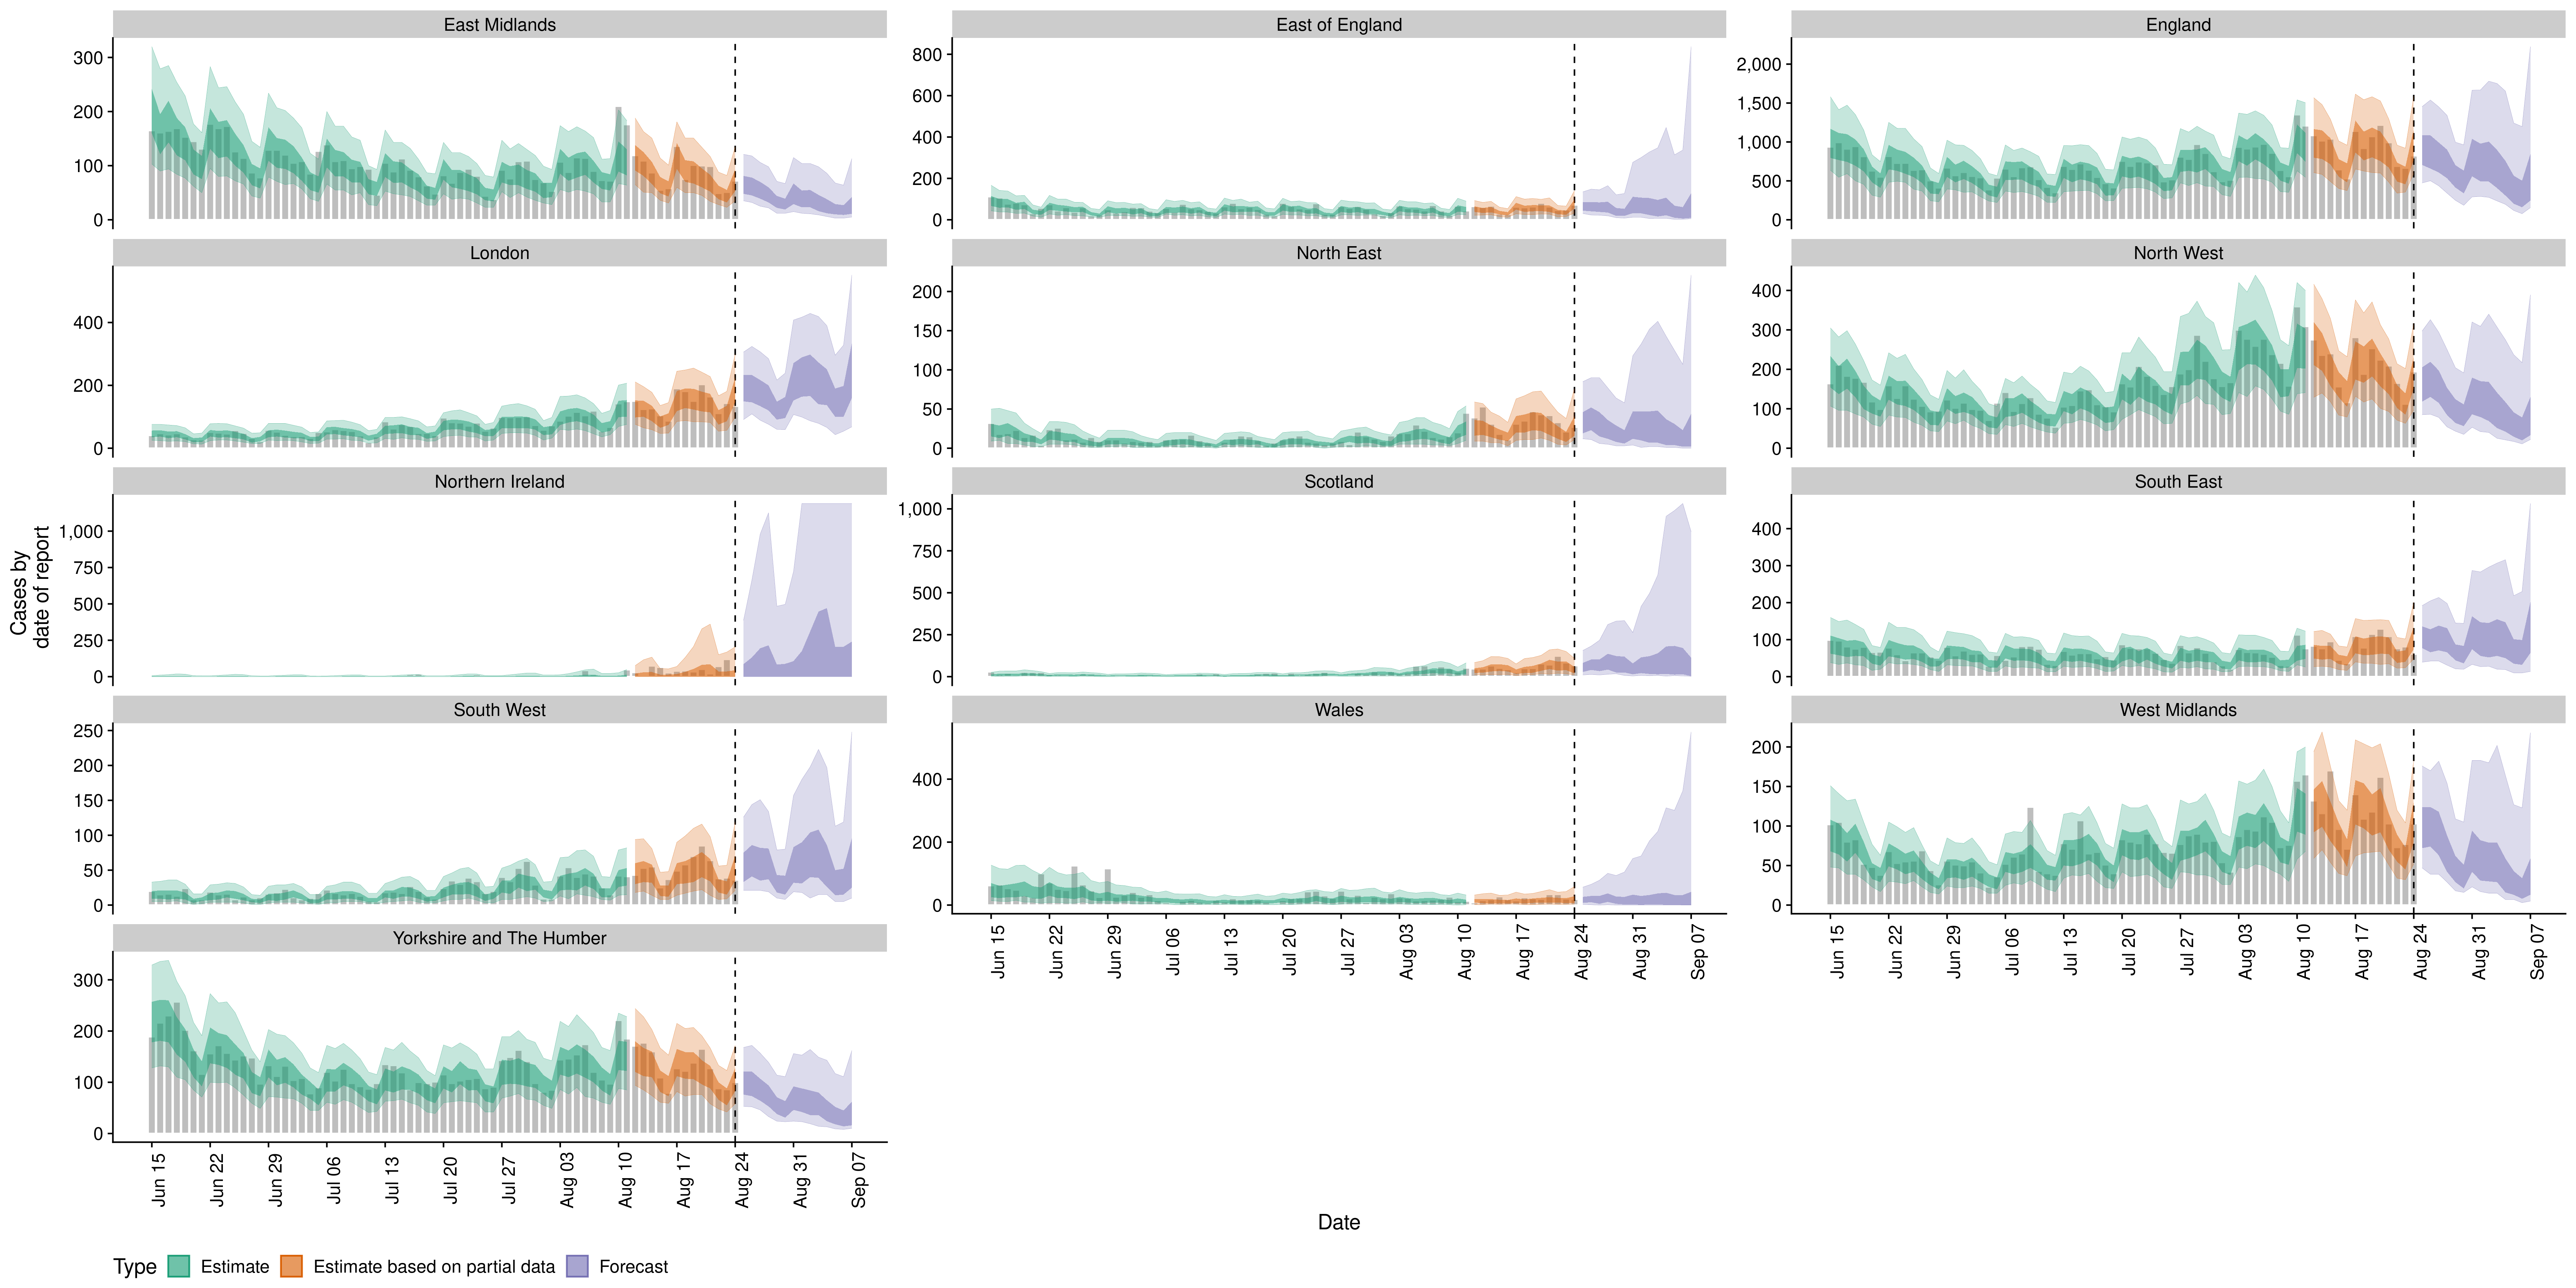 East Midlands
East of England
England
300
200
100
0
800
600
400
200
0
2,000
1,500
1,000
500
0
London
North East
North West
400
200
0
200
150
100
50
0
400
300
200
100
0
Northern Ireland
Scotland
South East
1,000
750
500
250
0
1,000
750
500
250
0
400
300
200
100
0
Cases by
date of report
South West
Wales
West Midlands
250
200
150
100
50
0
400
200
0
200
150
100
50
0
Jun 15
Jun 22
Jun 29
Jul 06
Jul 13
Jul 20
Jul 27
Aug 03
Aug 10
Aug 17
Aug 24
Aug 31
Sep 07
Jun 15
Jun 22
Jun 29
Jul 06
Jul 13
Jul 20
Jul 27
Aug 03
Aug 10
Aug 17
Aug 24
Aug 31
Sep 07
Yorkshire and The Humber
300
200
100
0
Jun 15
Jun 22
Jun 29
Jul 06
Jul 13
Jul 20
Jul 27
Aug 03
Aug 10
Aug 17
Aug 24
Aug 31
Sep 07
Date
Type Estimate Estimate based on partial data Forecast